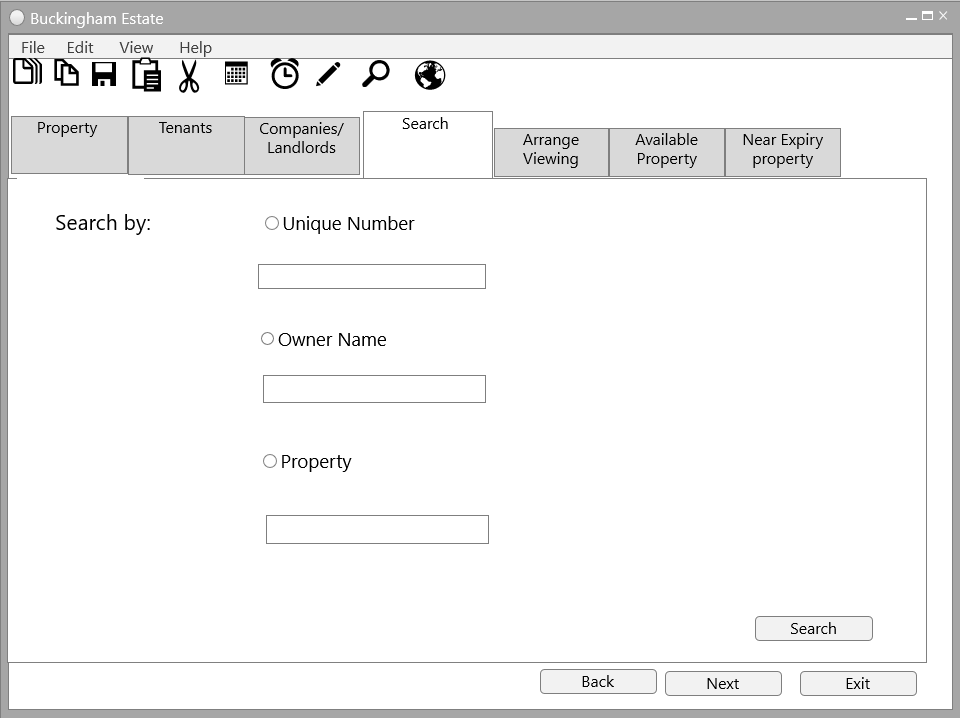 Buckingham Estate
File Edit View Help
Property Tenants Companies/
Landlords
Search
Arrange
Viewing
Available
Property
Near Expiry
property
Search by:
Unique Number
Owner Name
Property
Search
Back Next Exit